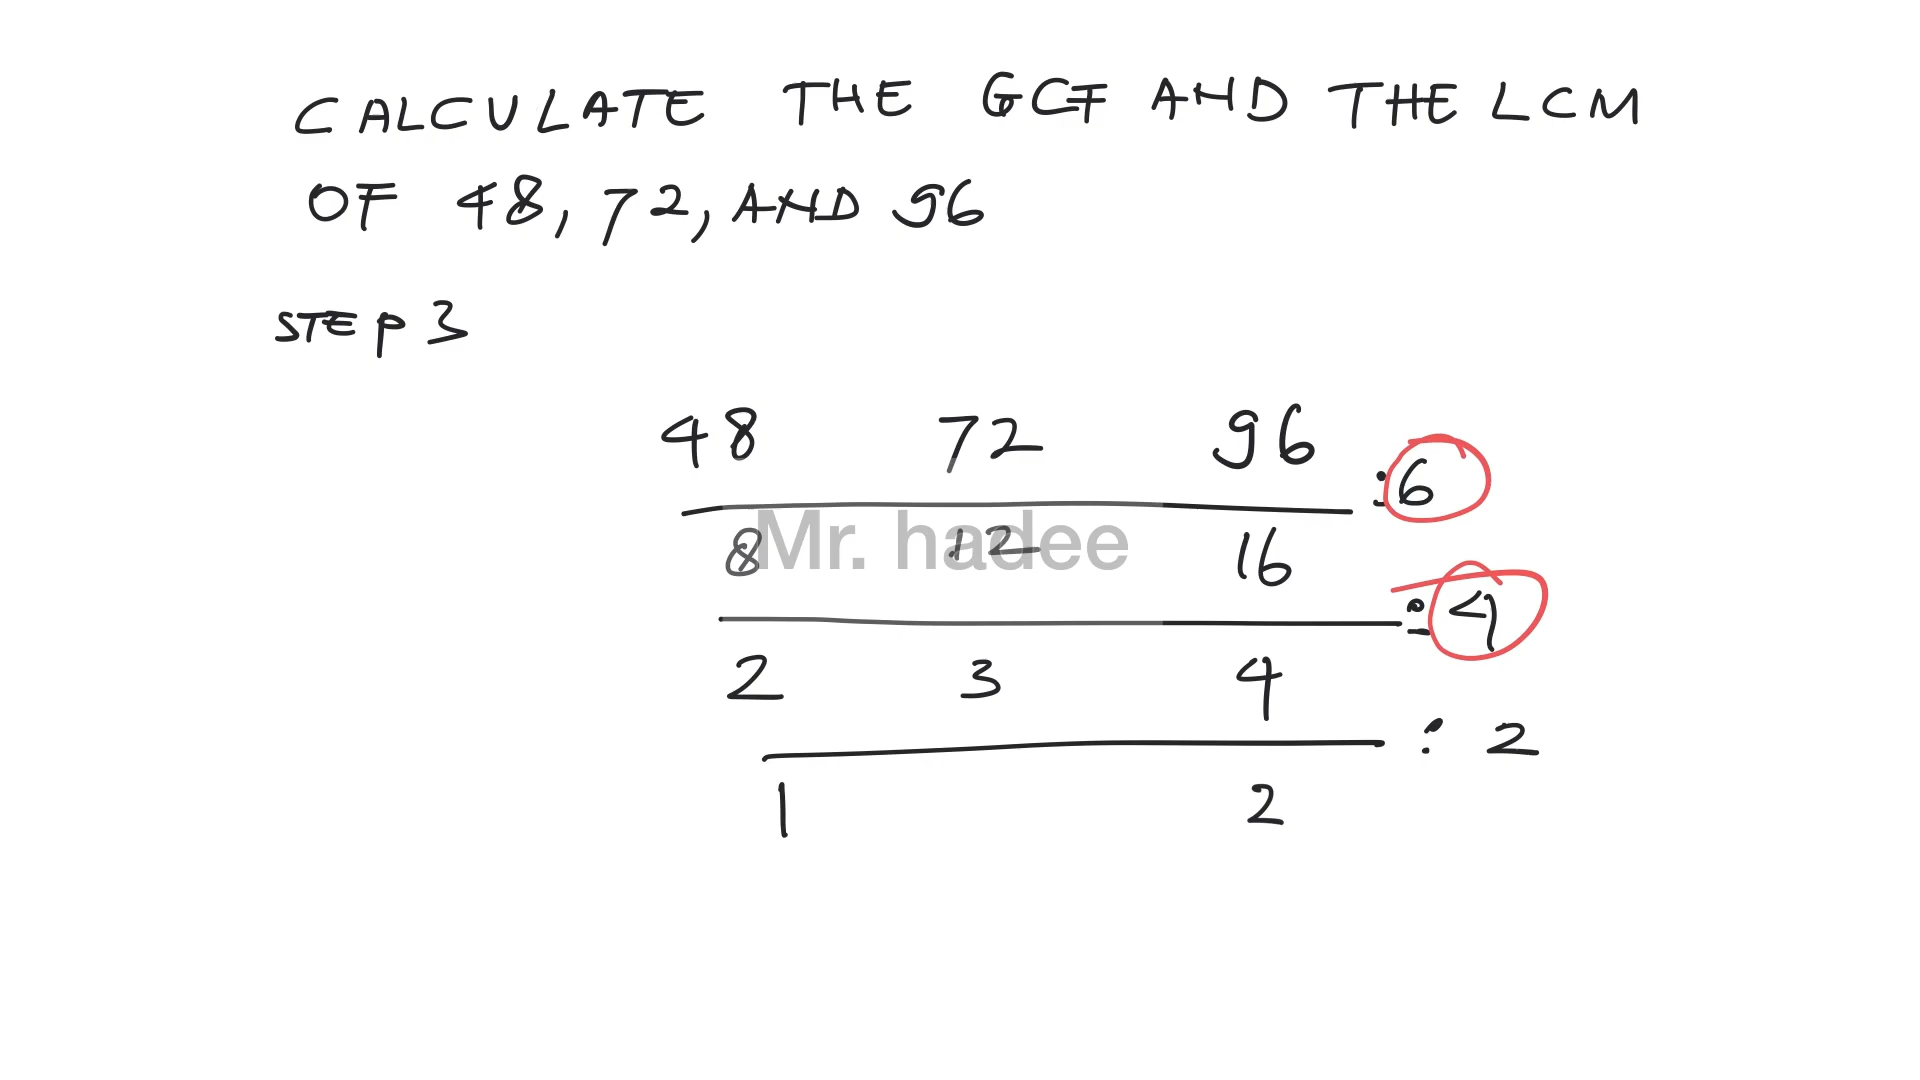 CALCULATE THE GCF AND THE LCM
OF 48, 72, AND 96
STEP 3
48 72 96
:6
8 12 16
Mr. hadee
:4
2 3 4
: 2
1 2